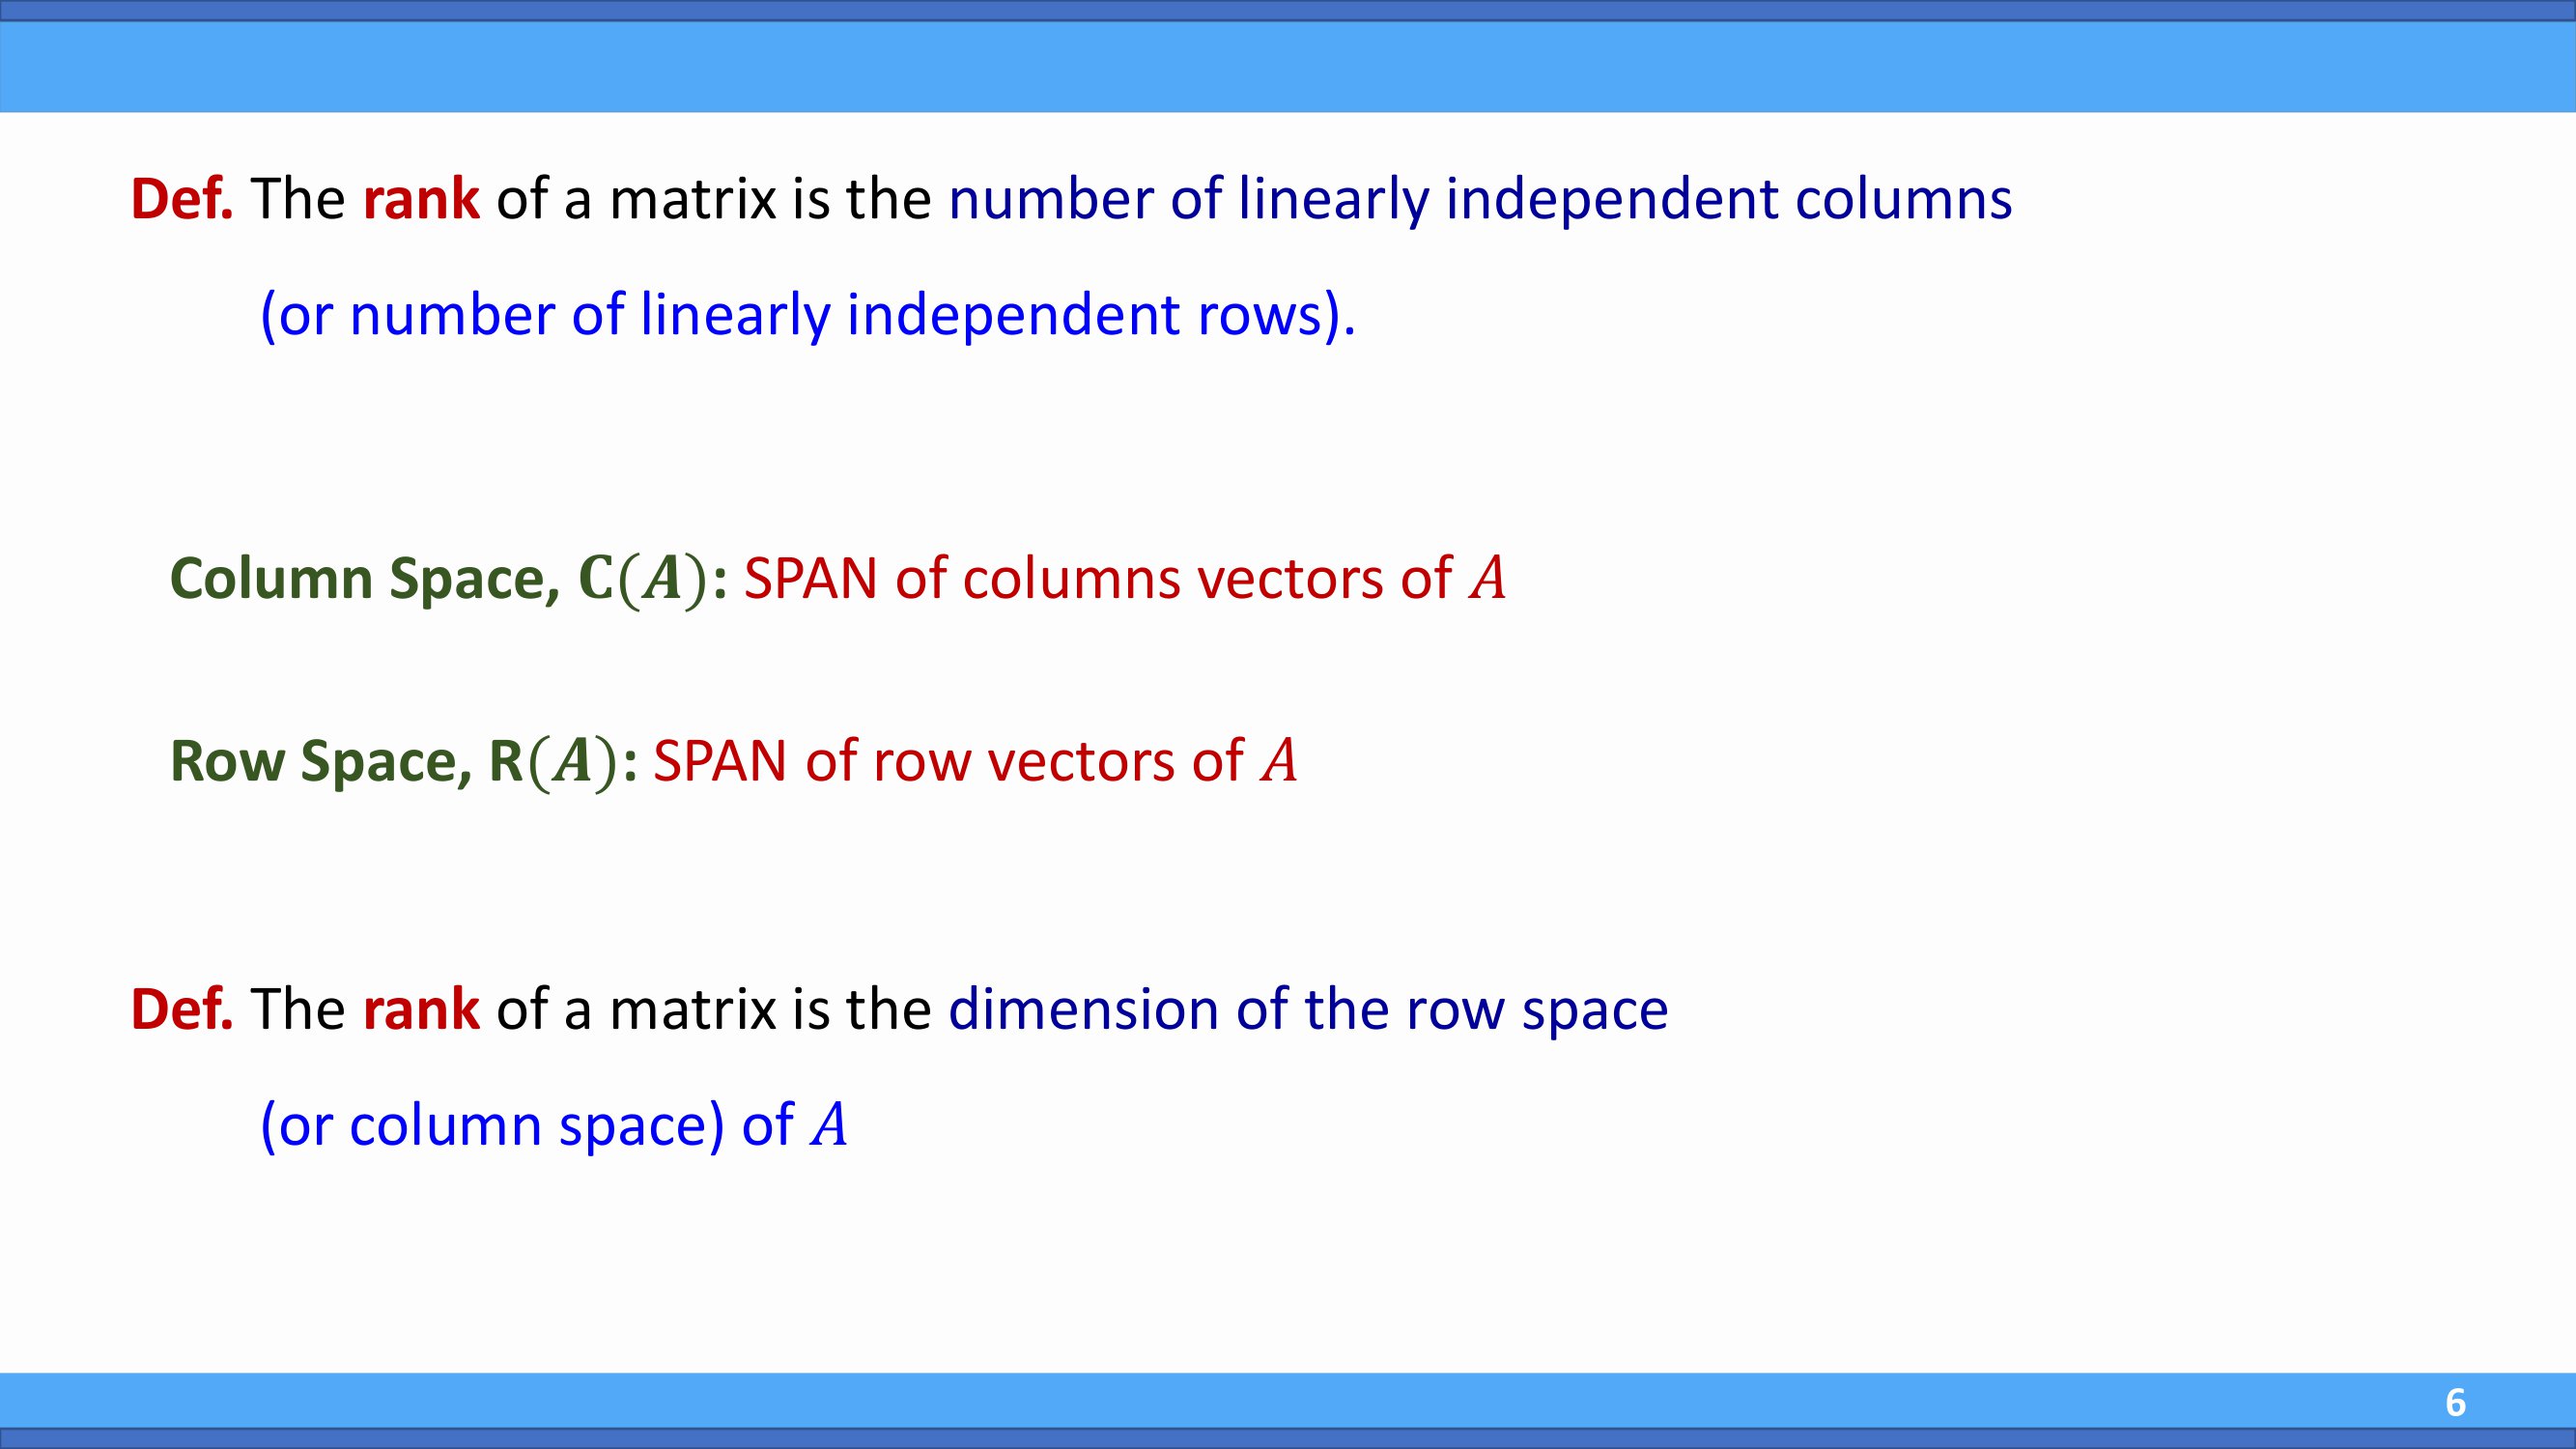 Def. The rank of a matrix is the number of linearly independent columns
(or number of linearly independent rows).
Column Space, C(A): SPAN of columns vectors of A
Row Space, R(A): SPAN of row vectors of A
Def. The rank of a matrix is the dimension of the row space
(or column space) of A
6